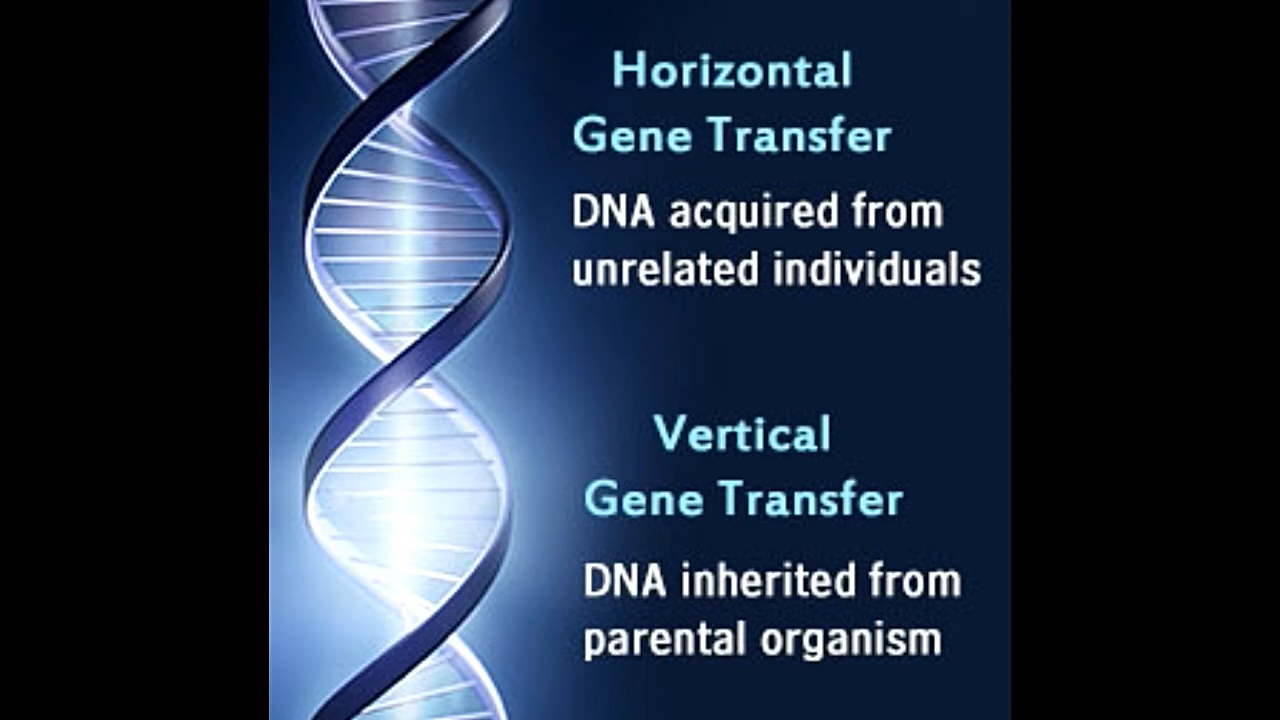 Horizontal
Gene Transfer
DNA acquired from
unrelated individuals
Vertical
Gene Transfer
DNA inherited from
parental organism